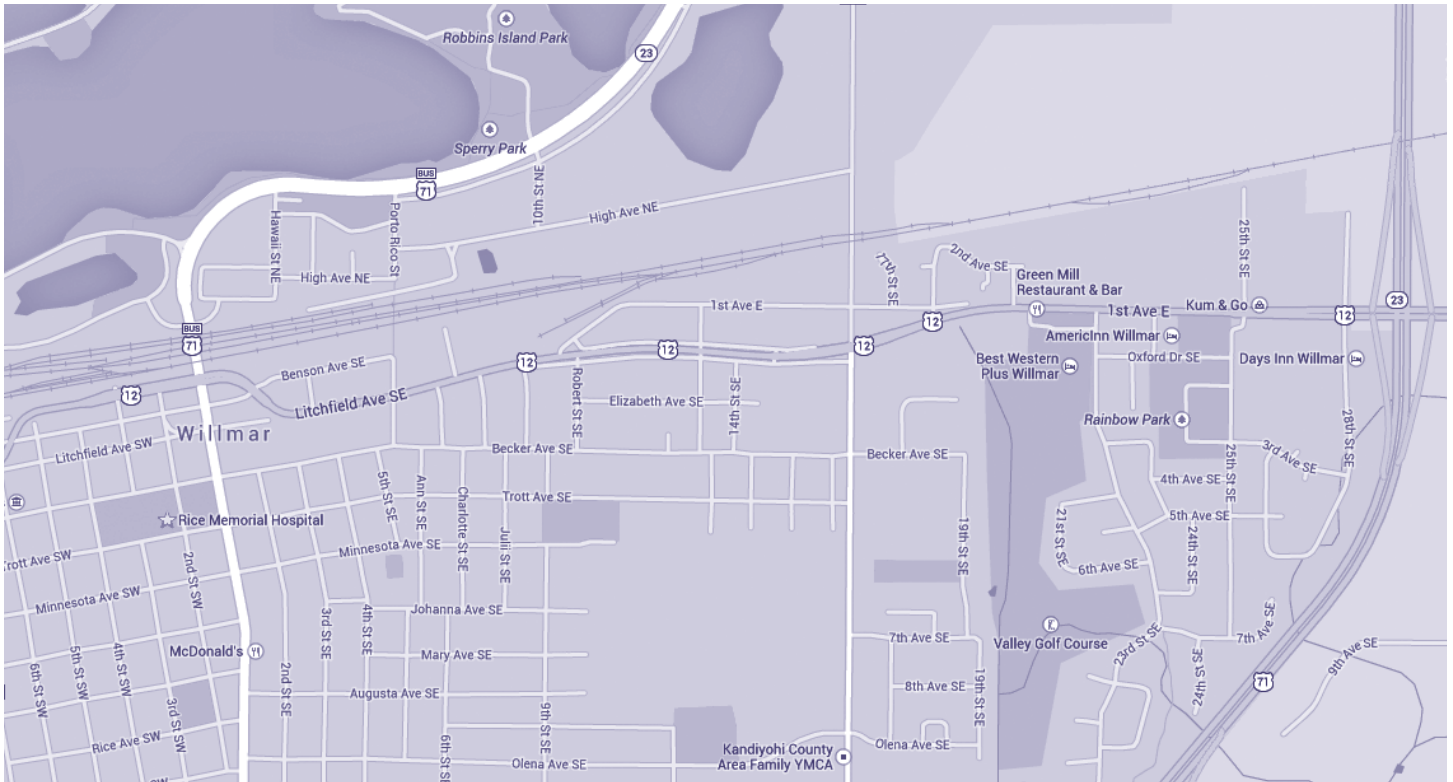 Robbins Island Park
23
Sperry Park
BUS
71
10th St NE
High Ave NE
Hawaii St NE
Porto Rico St
High Ave NE
25th St SE
2nd Ave SE
17th St SE
Green Mill
Restaurant & Bar
1st Ave E
1st Ave E
Kum & Go
23
12
12
BUS
71
12
12
12
AmericInn Willmar
Oxford Dr SE
Days Inn Willmar
Best Western
Plus Willmar
Benson Ave SE
12
Litchfield Ave SE
Robert St SE
Elizabeth Ave SE
14th St SE
Rainbow Park
28th St SE
Willmar
Litchfield Ave SW
Becker Ave SE
Becker Ave SE
3rd Ave SE
25th St SE
4th Ave SE
5th St SE
Ann St SE
Charlotte St SE
Trott Ave SE
5th Ave SE
Rice Memorial Hospital
19th St SE
21st St SE
24th St SE
Julii St SE
Minnesota Ave SE
Trott Ave SW
2nd St SW
6th Ave SE
Minnesota Ave SW
3rd St SE
4th St SE
Johanna Ave SE
7th Ave SE
Valley Golf Course
23rd St SE
7th Ave SE
McDonald's
Mary Ave SE
9th Ave SE
6th St SW
5th St SW
4th St SW
2nd St SE
Augusta Ave SE
8th Ave SE
19th St SE
24th St SE
71
3rd St SW
9th St SE
Rice Ave SW
6th St SE
Olena Ave SE
Kandiyohi County
Area Family YMCA
Olena Ave SE